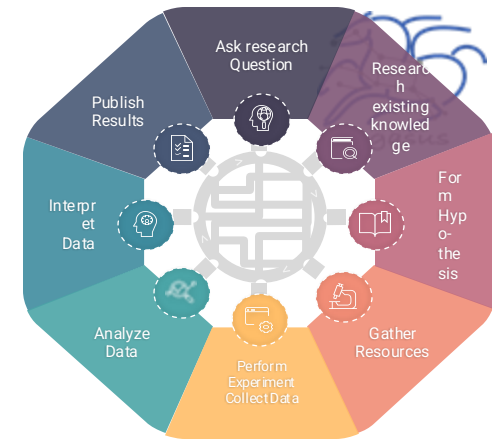 Ask research
Question
Researc
h
existing
knowled
ge
For
m
Hyp
o-
the
sis
Gather
Resources
Perform
Experiment
Collect Data
Analyze
Data
Interpr
et
Data
Publish
Results